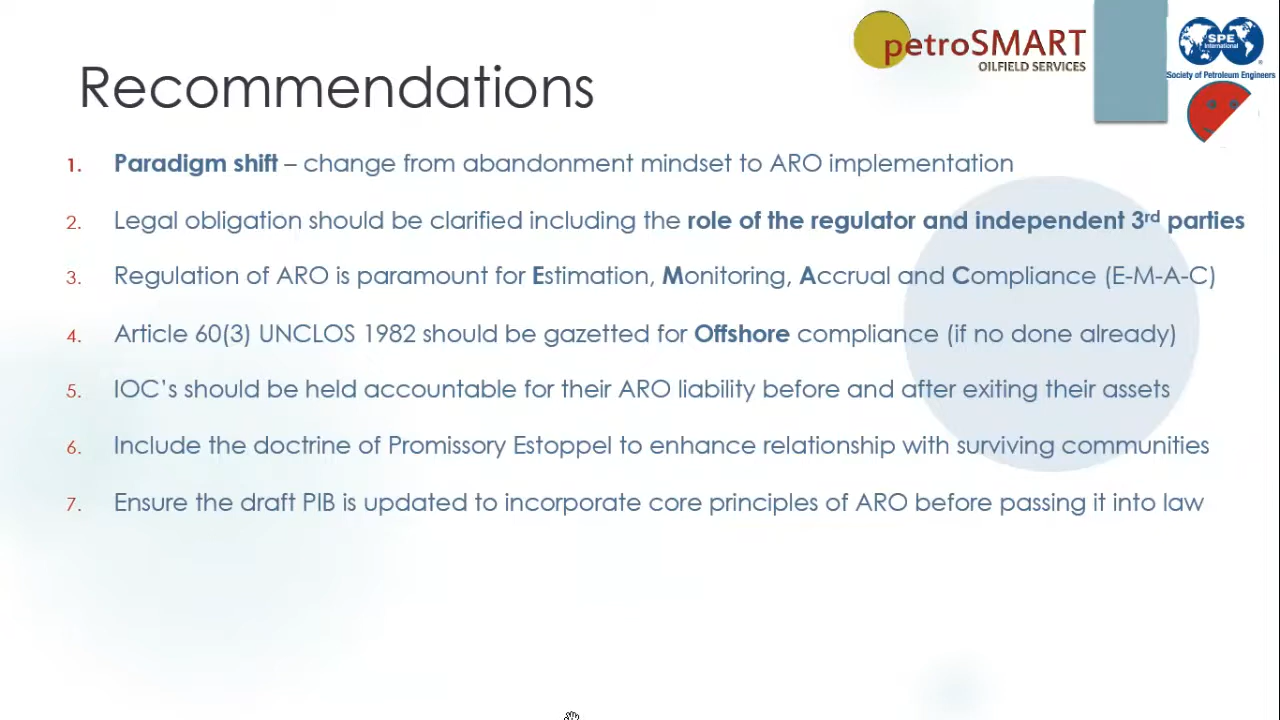 petroSMART
OILFIELD SERVICES
SPE
International
Society of Petroleum Engineers
Recommendations
1. Paradigm shift – change from abandonment mindset to ARO implementation
2. Legal obligation should be clarified including the role of the regulator and independent 3rd parties
3. Regulation of ARO is paramount for Estimation, Monitoring, Accrual and Compliance (E-M-A-C)
4. Article 60(3) UNCLOS 1982 should be gazetted for Offshore compliance (if no done already)
5. IOC’s should be held accountable for their ARO liability before and after exiting their assets
6. Include the doctrine of Promissory Estoppel to enhance relationship with surviving communities
7. Ensure the draft PIB is updated to incorporate core principles of ARO before passing it into law